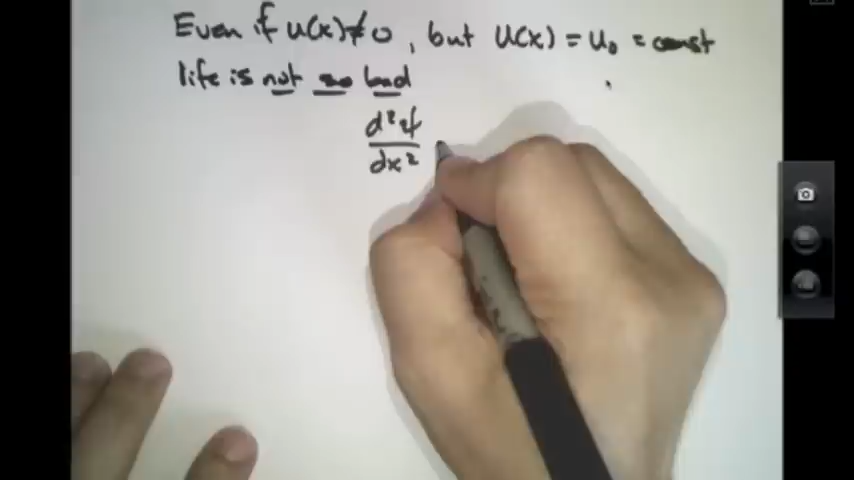 Even if U(x)≠0, but U(x) = U₀ = const
life is not so bad
d²ψ
dx²